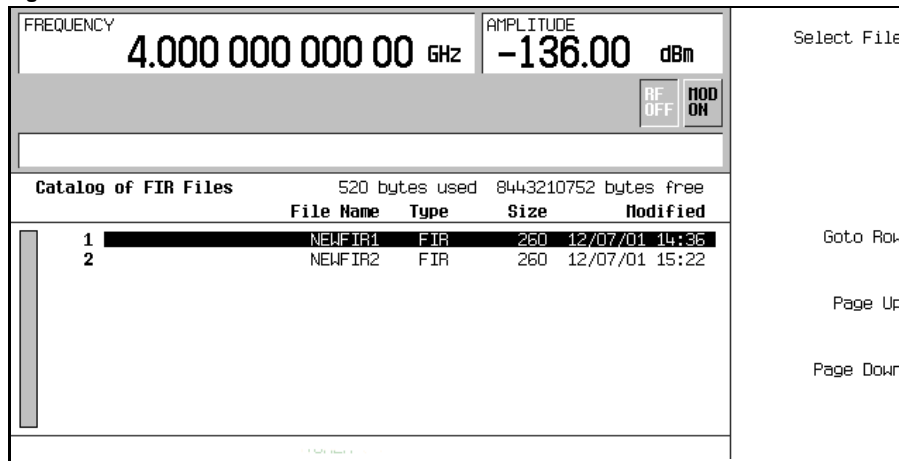 FREQUENCY
4.000 000 000 00 GHz
AMPLITUDE
-136.00 dBm
RF OFF
MOD ON
Catalog of FIR Files 520 bytes used 8443210752 bytes free
File Name Type Size Modified
1 NEWFIR1 FIR 260 12/07/01 14:36
2 NEWFIR2 FIR 260 12/07/01 15:22
Select File
Goto Row
Page Up
Page Down